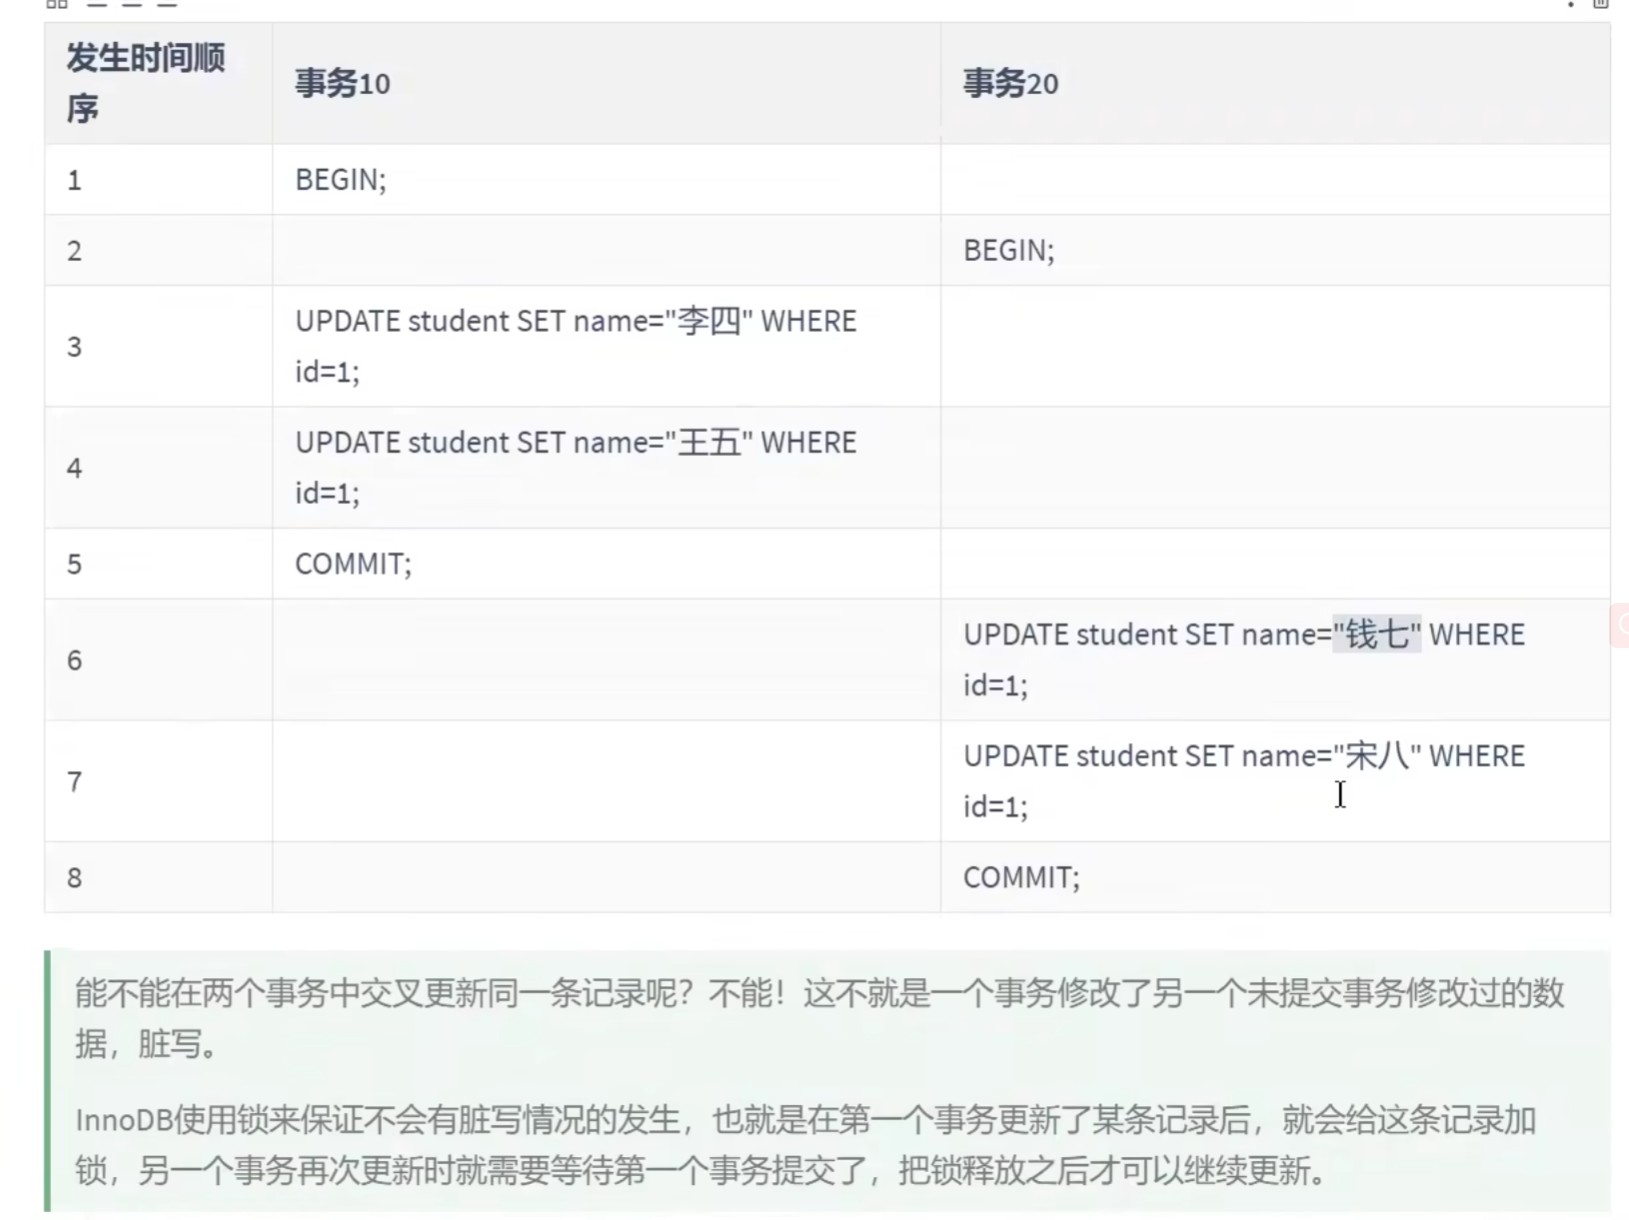 发生时间顺
序
事务10
事务20
1
BEGIN;
2
BEGIN;
3
UPDATE student SET name="李四" WHERE
id=1;
4
UPDATE student SET name="王五" WHERE
id=1;
5
COMMIT;
6
UPDATE student SET name="钱七" WHERE
id=1;
7
UPDATE student SET name="宋八" WHERE
id=1;
8
COMMIT;
能不能在两个事务中交叉更新同一条记录呢？不能！这不就是一个事务修改了另一个未提交事务修改过的数
据，脏写。
InnoDB使用锁来保证不会有脏写情况的发生，也就是在第一个事务更新了某条记录后，就会给这条记录加
锁，另一个事务再次更新时就需要等待第一个事务提交了，把锁释放之后才可以继续更新。